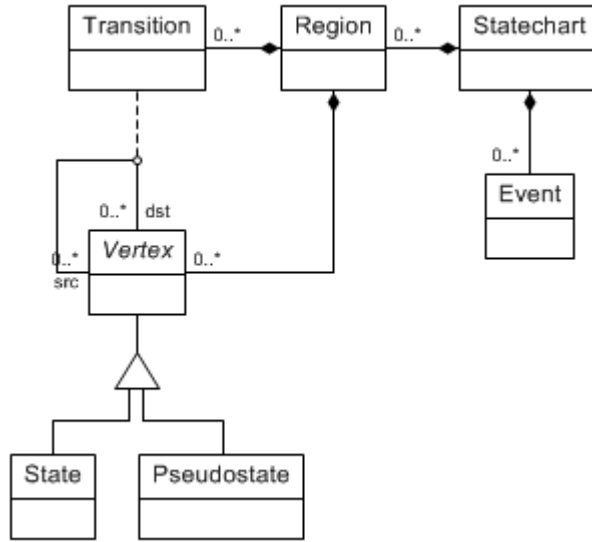 Transition
0..*
Region
0..*
Statechart
0..*
Event
0..*
dst
0..*
src
Vertex
0..*
State
Pseudostate